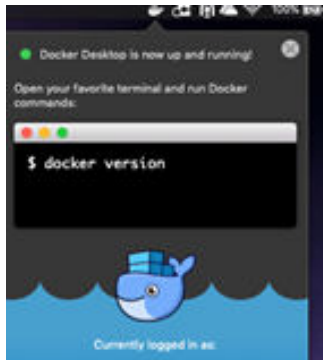 100%
Docker Desktop is now up and running!
Open your favorite terminal and run Docker
commands:
$ docker version
Currently logged in as: